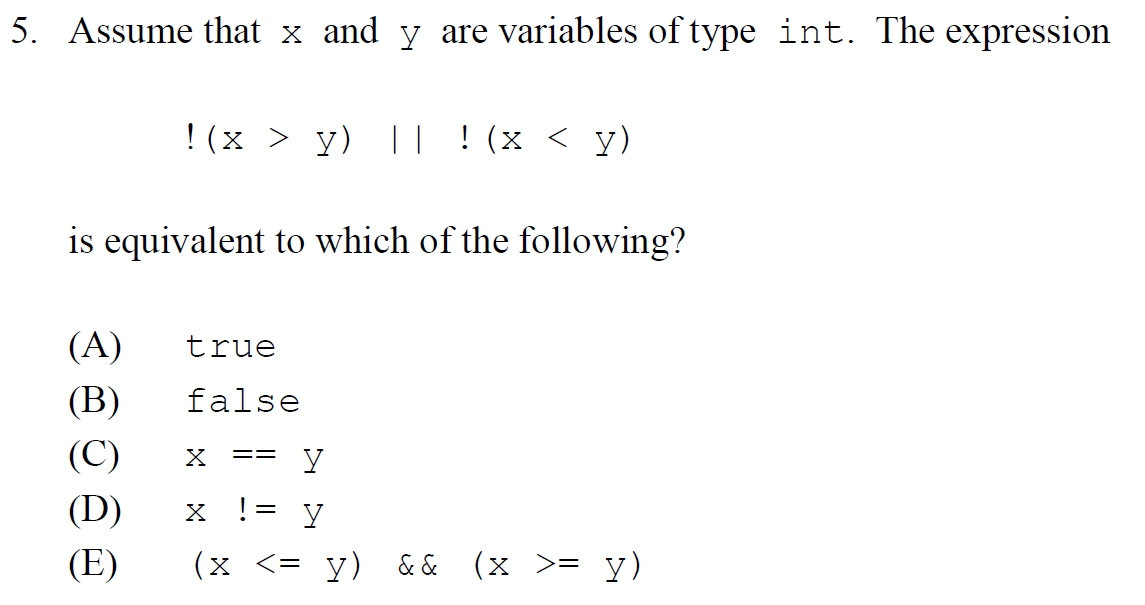 5. Assume that x and y are variables of type int. The expression
!(x > y) || !(x < y)
is equivalent to which of the following?
(A) true
(B) false
(C) x == y
(D) x != y
(E) (x <= y) && (x >= y)